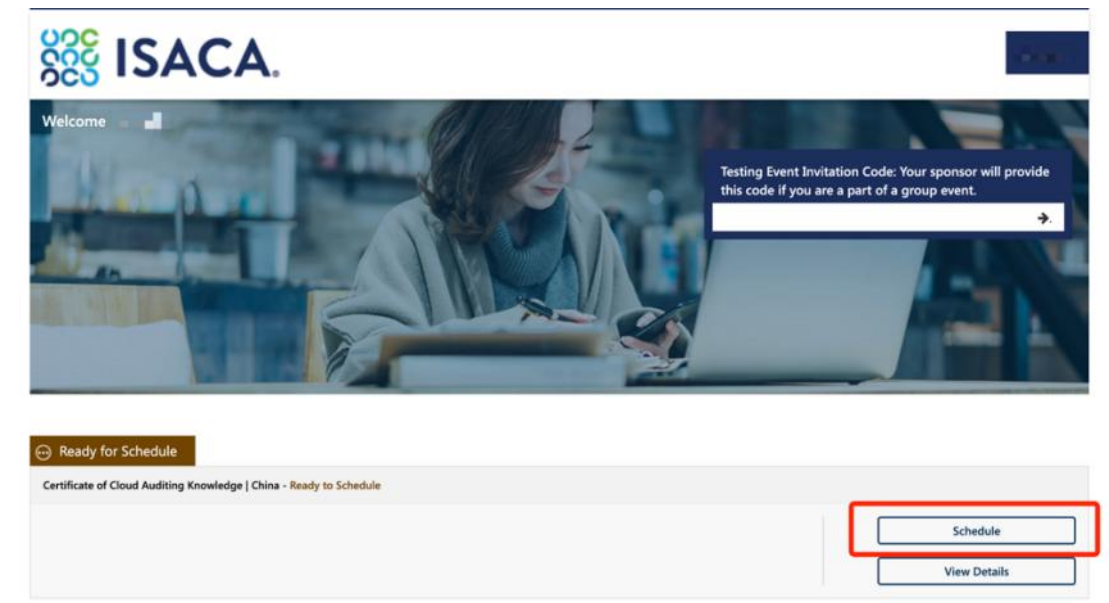 ISACA.
Welcome
Testing Event Invitation Code: Your sponsor will provide
this code if you are a part of a group event.
Ready for Schedule
Certificate of Cloud Auditing Knowledge | China - Ready to Schedule
Schedule
View Details